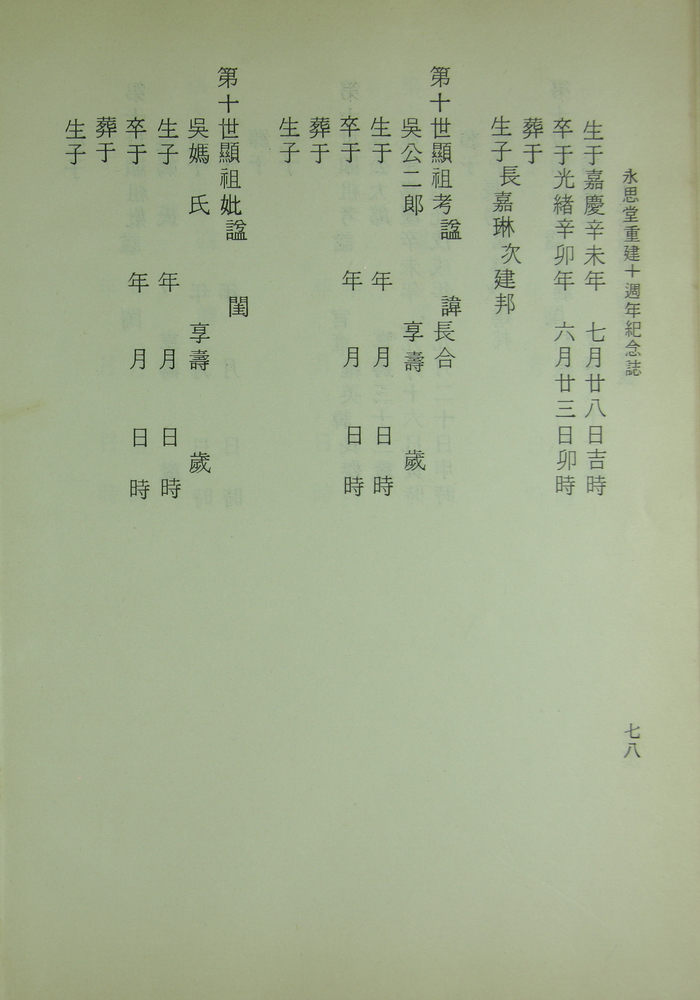 永思堂重建十週年紀念誌
七八
生于嘉慶辛未年 七月廿八日吉時
卒于光緒辛卯年 六月廿三日卯時
葬于
生子 長嘉琳 次建邦
第十世顯祖考諡 諱長合
吳公二郎 享壽 歲
生于 年 月 日 時
卒于 年 月 日 時
葬于
生子
第十世顯祖妣諡 閨
吳媽 氏 享壽 歲
生子 年 月 日 時
卒于 年 月 日 時
葬于
生子